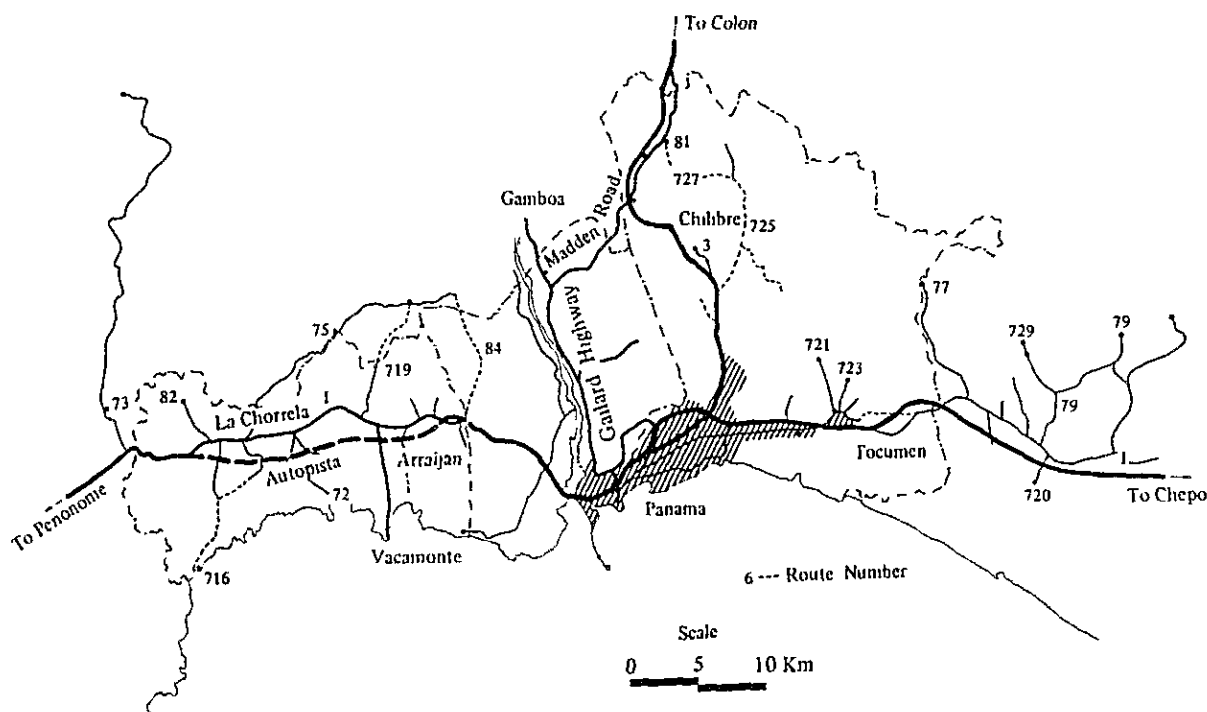 To Colon
81
727
Gamboa
Madden Road
Chilibre
725
3
77
75
84
Gailard Highway
721
729
79
719
723
73
82
La Chorrela
1
1
79
Autopista
Arraijan
Tocumen
1
72
720
To Chepo
To Penonome
Panama
Vacamonte
716
6 --- Route Number
Scale
0 5 10 Km